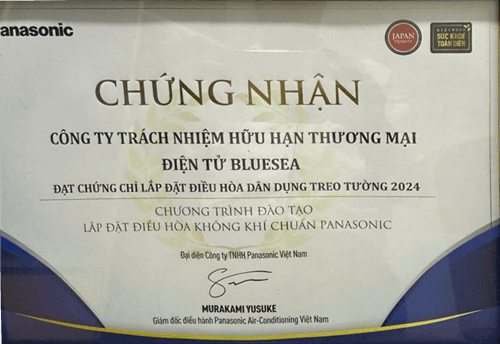 anasonic
JAPAN
QUALITY
SỨC KHỎE
TOÀN DIỆN
CHỨNG NHẬN
CÔNG TY TRÁCH NHIỆM HỮU HẠN THƯƠNG MẠI
ĐIỆN TỬ BLUESEA
ĐẠT CHỨNG CHỈ LẮP ĐẶT ĐIỀU HÒA DÂN DỤNG TREO TƯỜNG 2024
CHƯƠNG TRÌNH ĐÀO TẠO
LẮP ĐẶT ĐIỀU HÒA KHÔNG KHÍ CHUẨN PANASONIC
Đại diện Công ty TNHH Panasonic Việt Nam
MURAKAMI YUSUKE
Giám đốc điều hành Panasonic Air-Conditioning Việt Nam